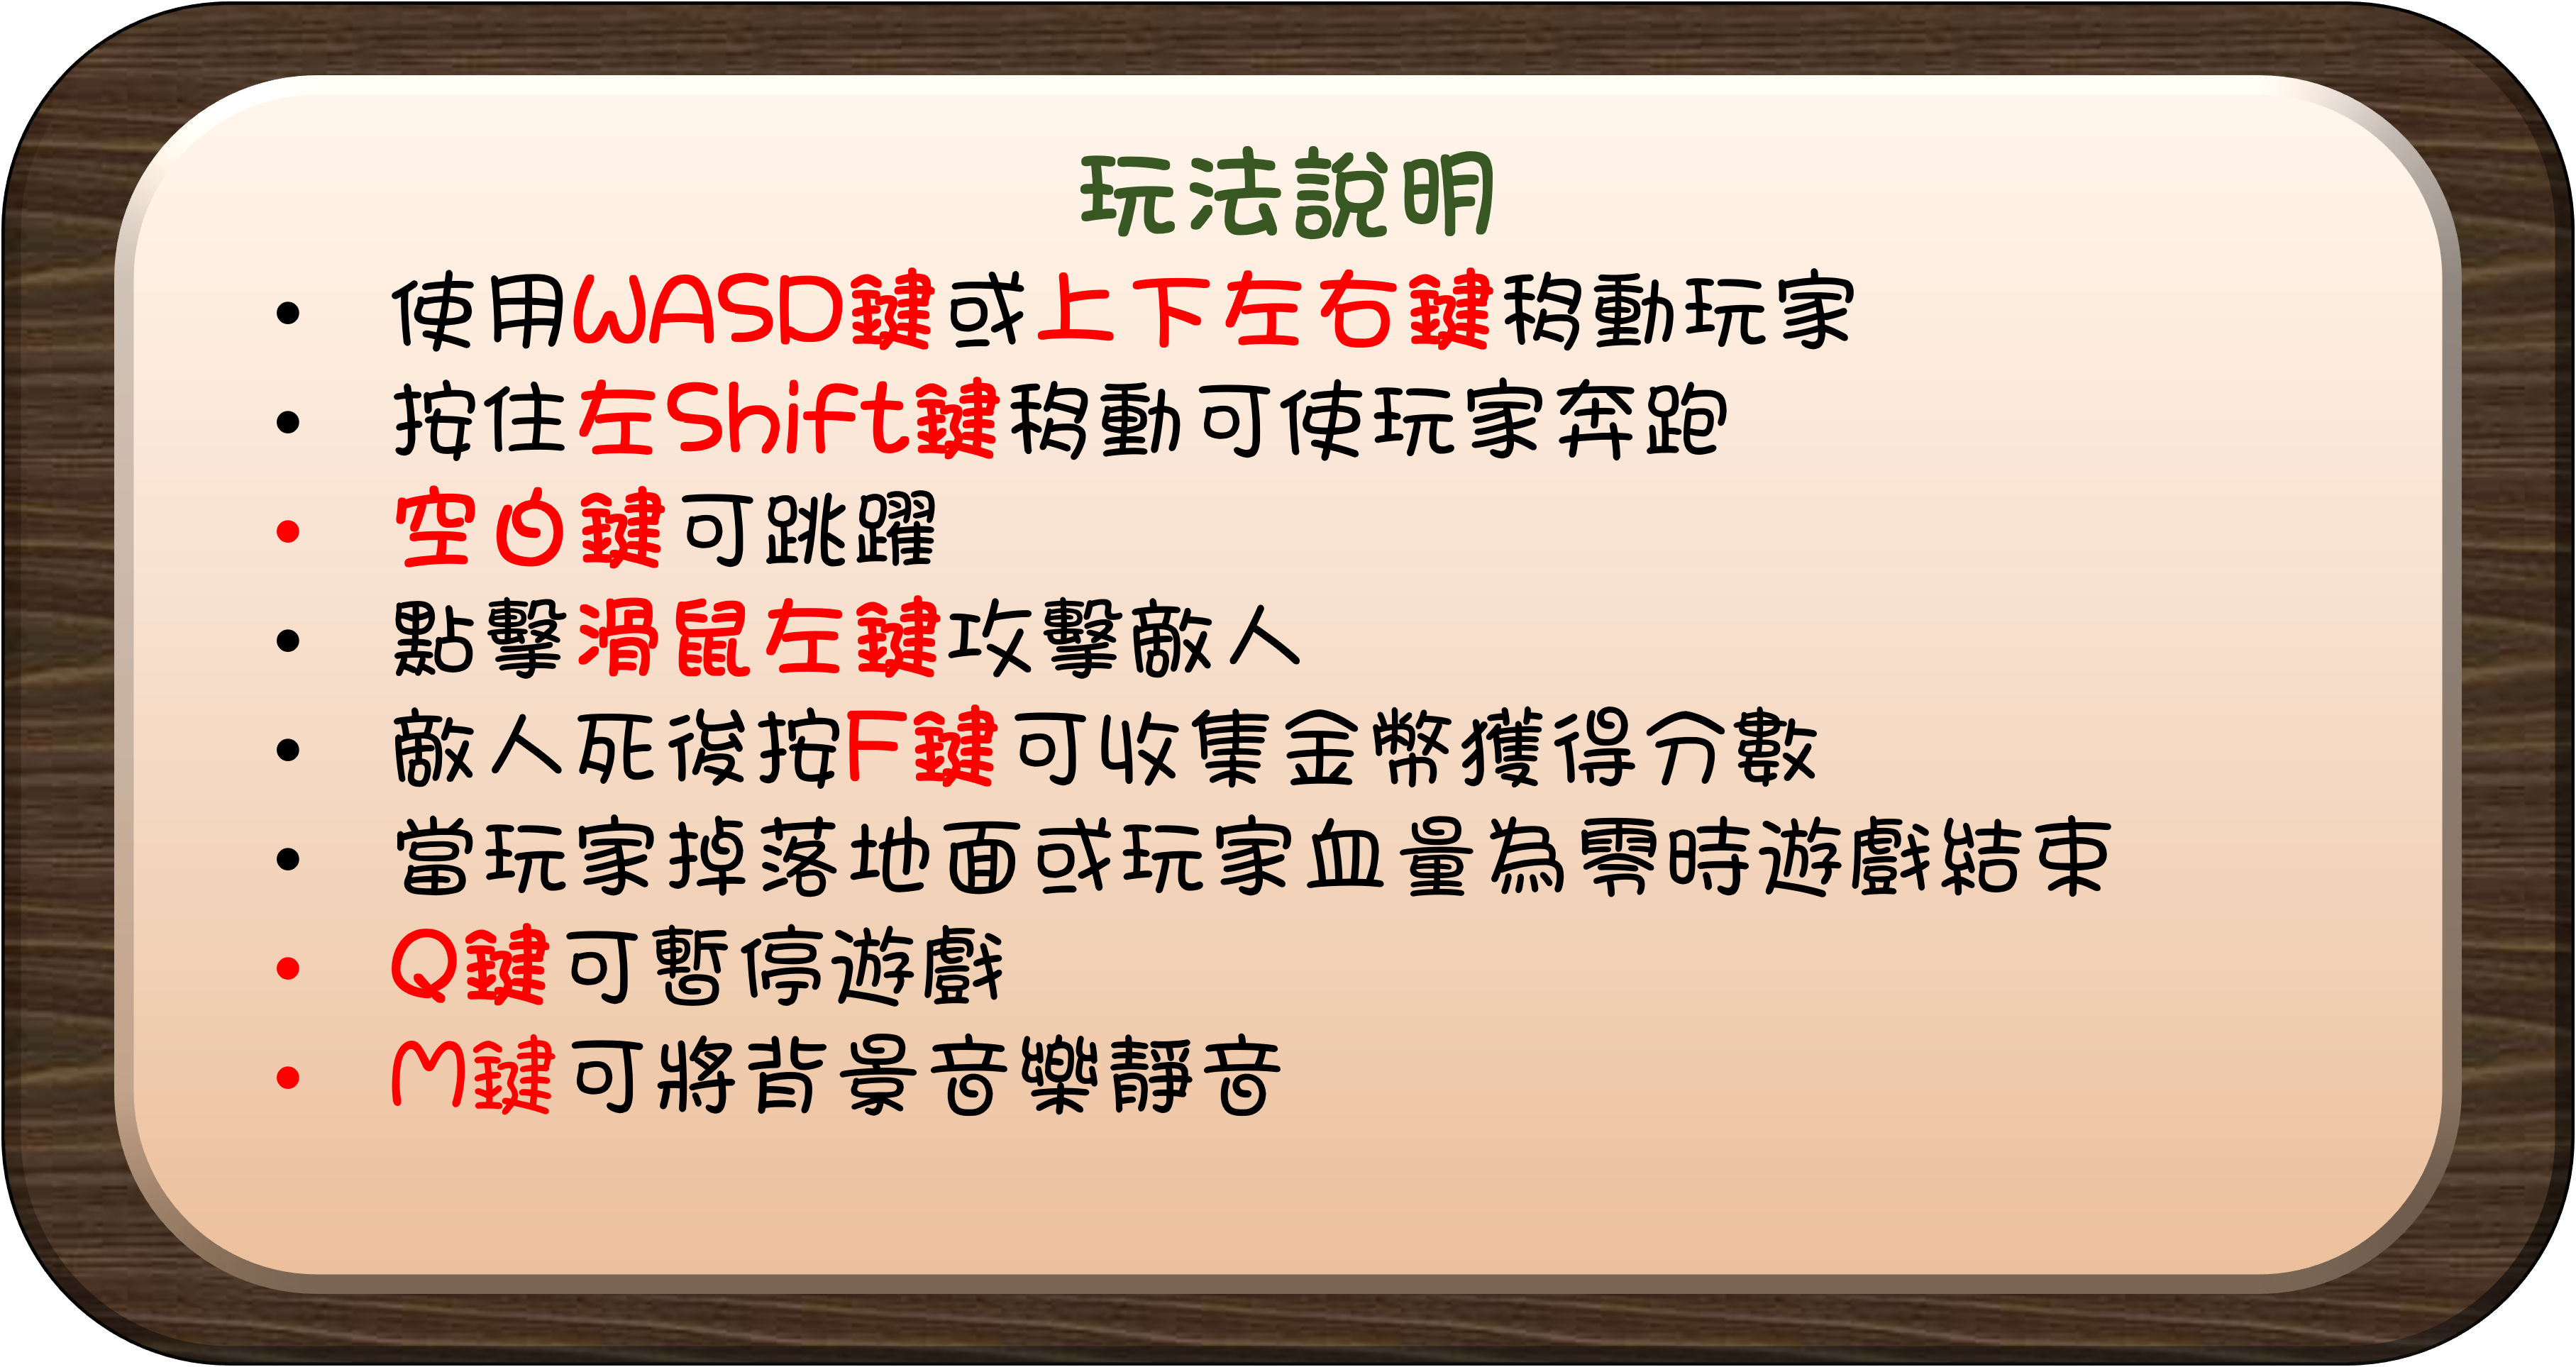 玩法說明
• 使用WASD鍵或上下左右鍵移動玩家
• 按住左Shift鍵移動可使玩家奔跑
• 空白鍵可跳躍
• 點擊滑鼠左鍵攻擊敵人
• 敵人死後按F鍵可收集金幣獲得分數
• 當玩家掉落地面或玩家血量為零時遊戲結束
• Q鍵可暫停遊戲
• M鍵可將背景音樂靜音